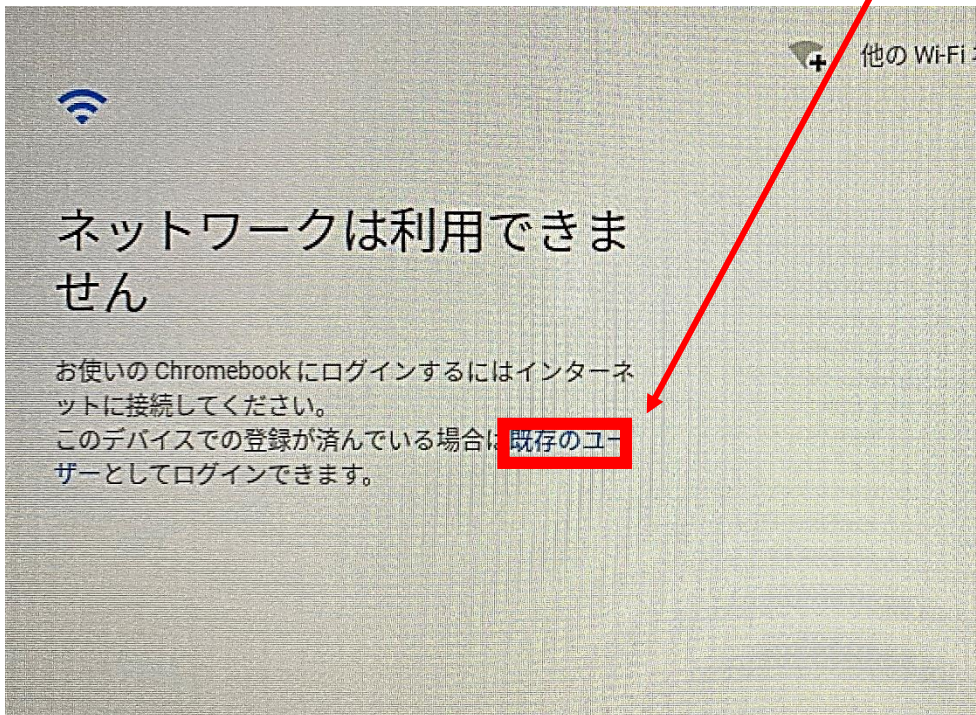 他の Wi-Fi
ネットワークは利用できま
せん
お使いの Chromebook にログインするにはインターネ
ットに接続してください。
このデバイスでの登録が済んでいる場合は既存のユー
ザーとしてログインできます。